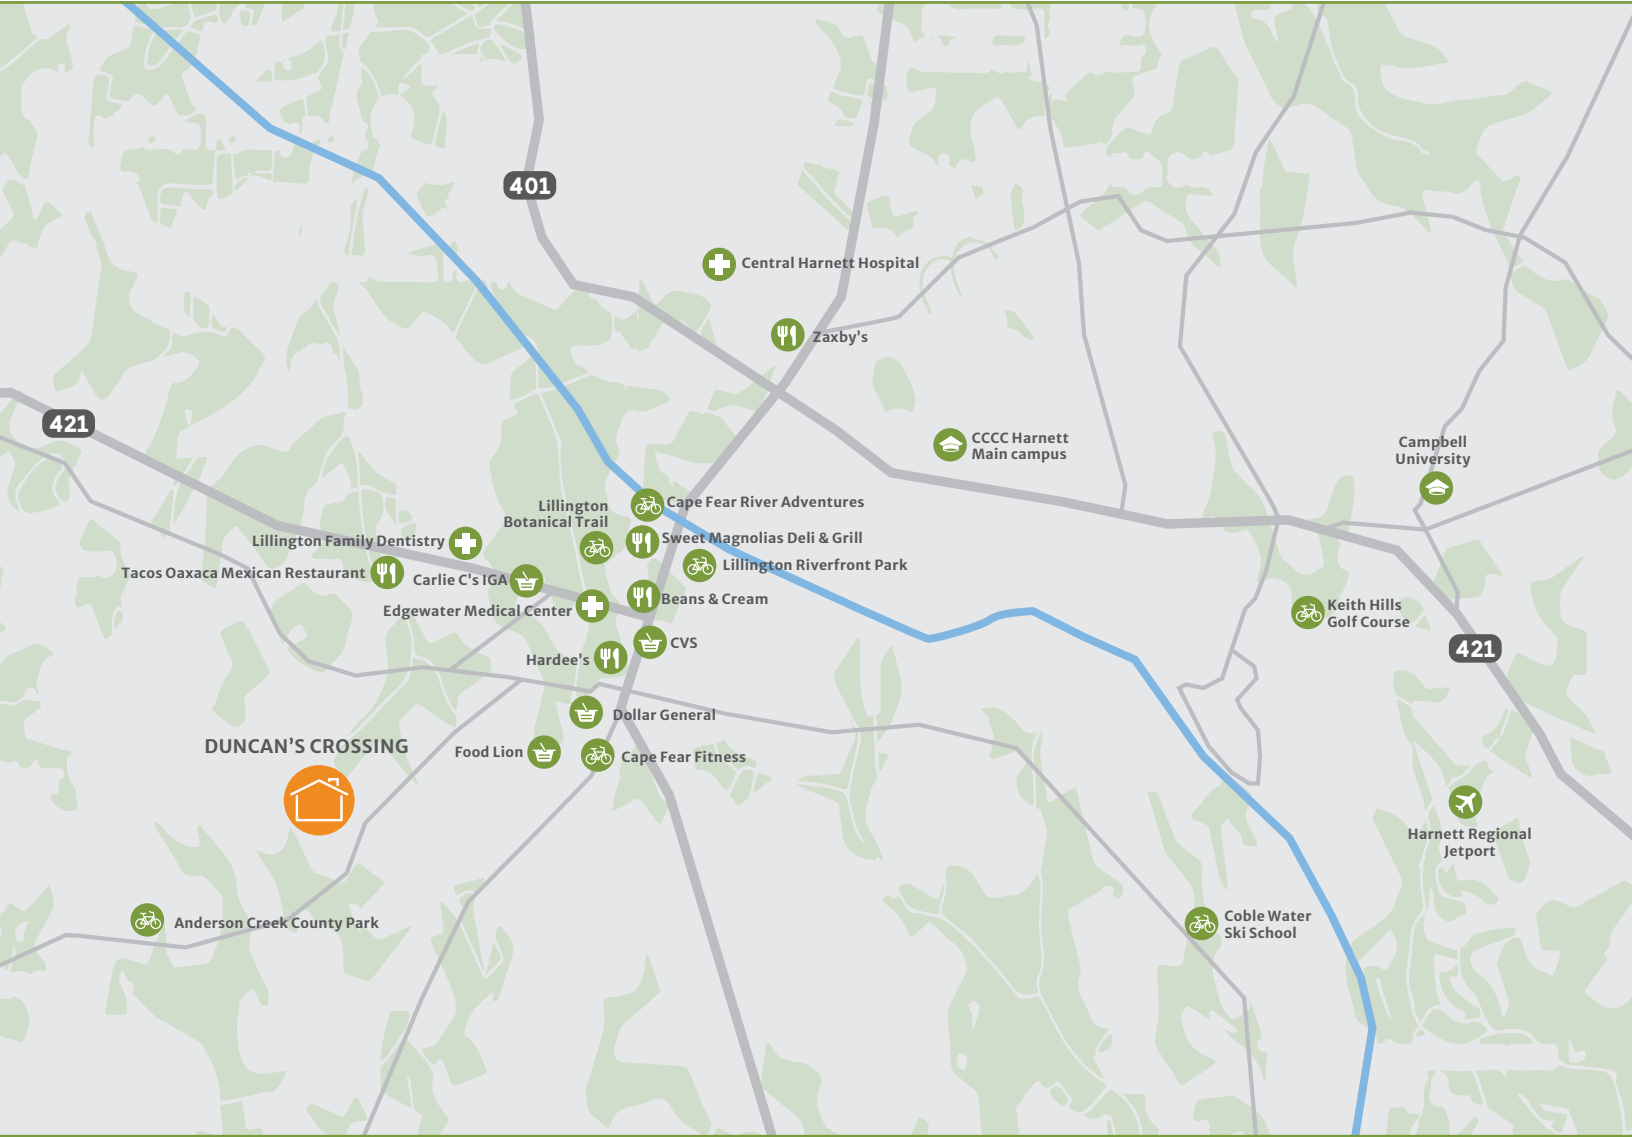 401
Central Harnett Hospital
Zaxby's
421
CCCC Harnett
Main campus
Campbell
University
Lillington
Botanical Trail
Cape Fear River Adventures
Lillington Family Dentistry
Sweet Magnolias Deli & Grill
Tacos Oaxaca Mexican Restaurant
Carlie C's IGA
Lillington Riverfront Park
Edgewater Medical Center
Beans & Cream
Keith Hills
Golf Course
CVS
Hardee's
421
Dollar General
DUNCAN'S CROSSING
Food Lion
Cape Fear Fitness
Harnett Regional
Jetport
Anderson Creek County Park
Coble Water
Ski School